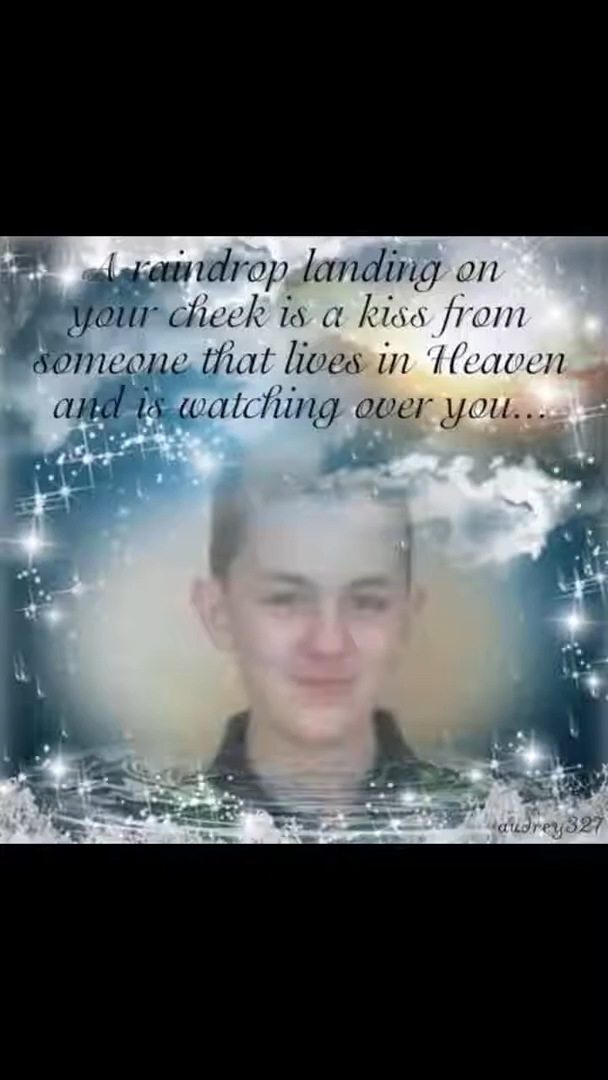 A raindrop landing on
your cheek is a kiss from
someone that lives in Heaven
and is watching over you...
audrey327